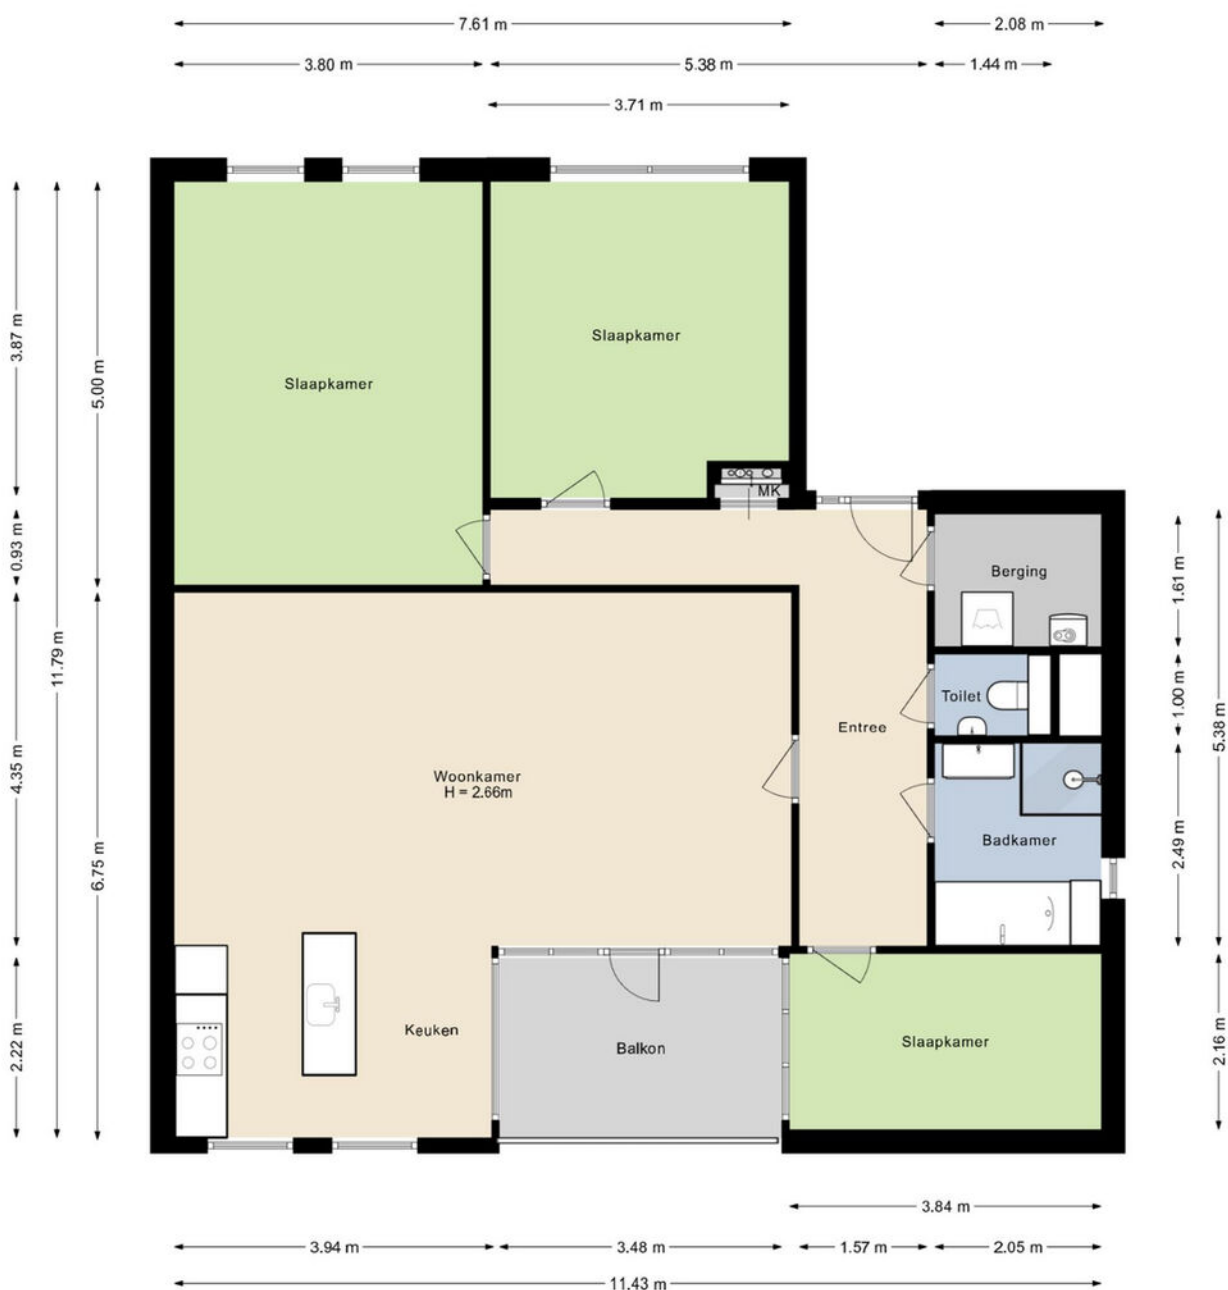 7.61 m
2.08 m
3.80 m
5.38 m
1.44 m
3.71 m
3.87 m
0.93 m
4.35 m
2.22 m
11.79 m
5.00 m
6.75 m
Slaapkamer
Slaapkamer
MK
Berging
Toilet
Entree
Woonkamer
H = 2.66m
Badkamer
Keuken
Balkon
Slaapkamer
1.61 m
1.00 m
2.49 m
5.38 m
2.16 m
3.84 m
3.94 m
3.48 m
1.57 m
2.05 m
11.43 m